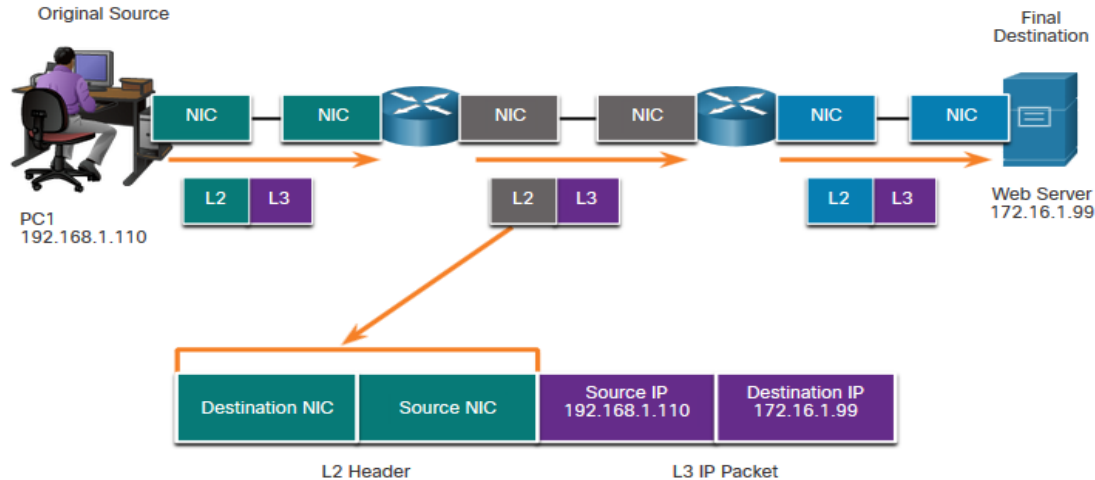 Original Source
Final
Destination
NIC
NIC
NIC
NIC
NIC
NIC
L2
L3
L2
L3
L2
L3
PC1
192.168.1.110
Web Server
172.16.1.99
Destination NIC
Source NIC
Source IP
192.168.1.110
Destination IP
172.16.1.99
L2 Header
L3 IP Packet